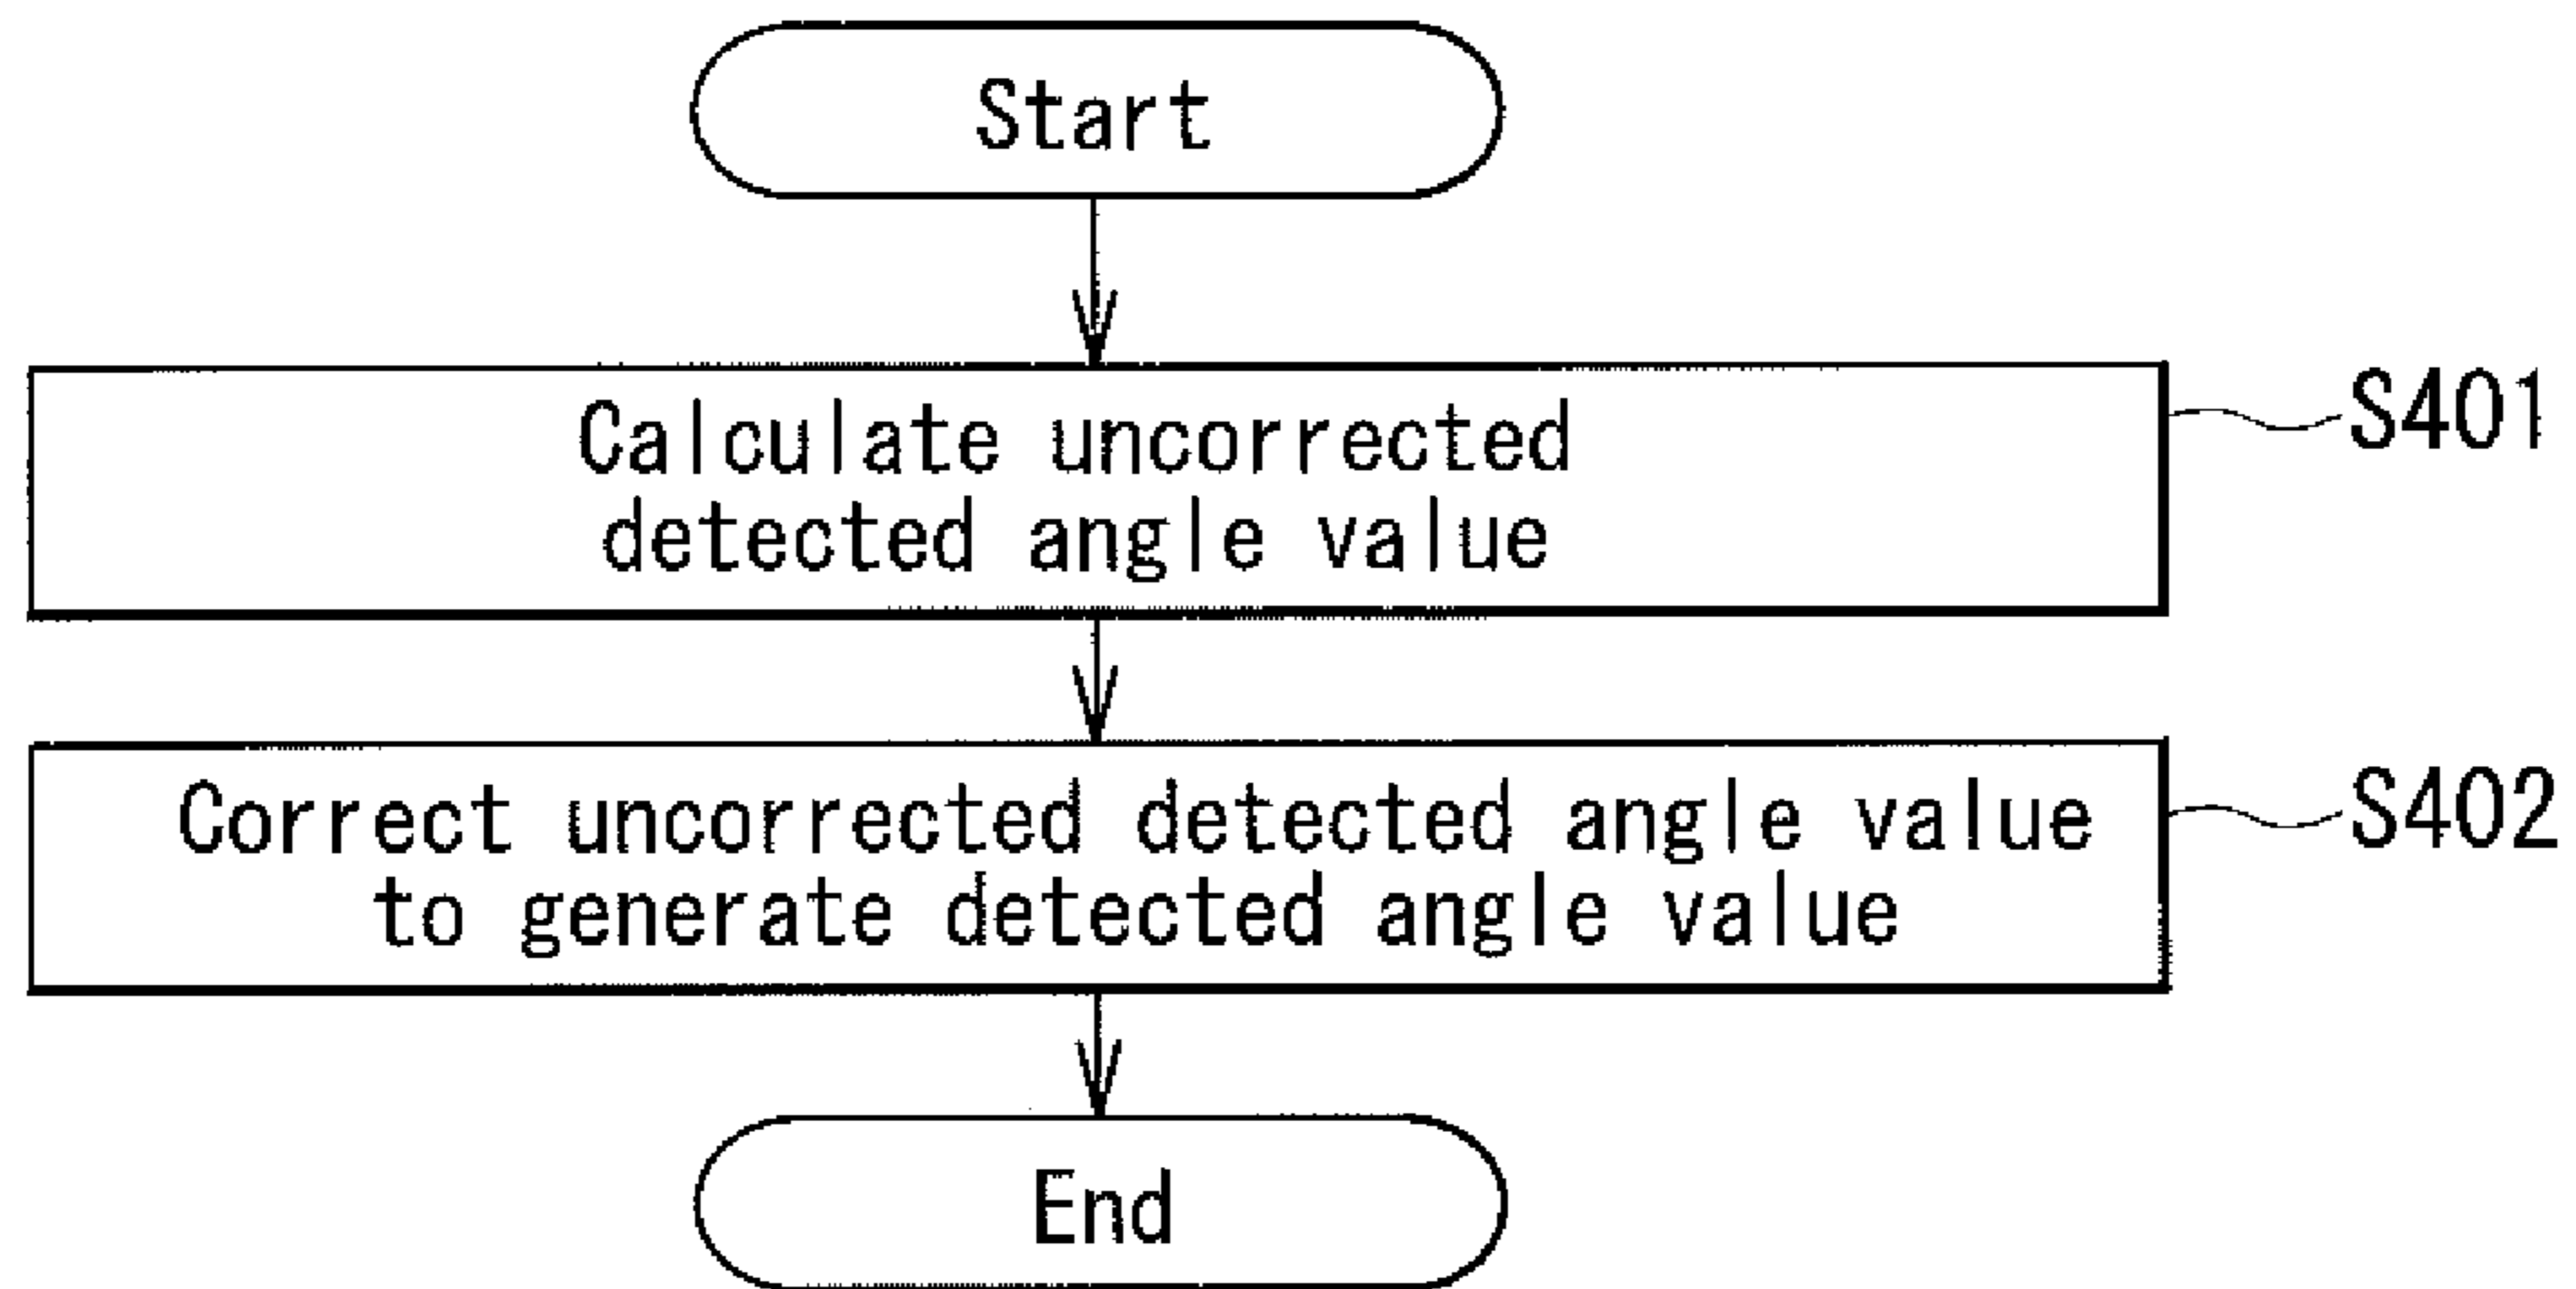 Start
Calculate uncorrected
detected angle value
S401
Correct uncorrected detected angle value
to generate detected angle value
S402
End